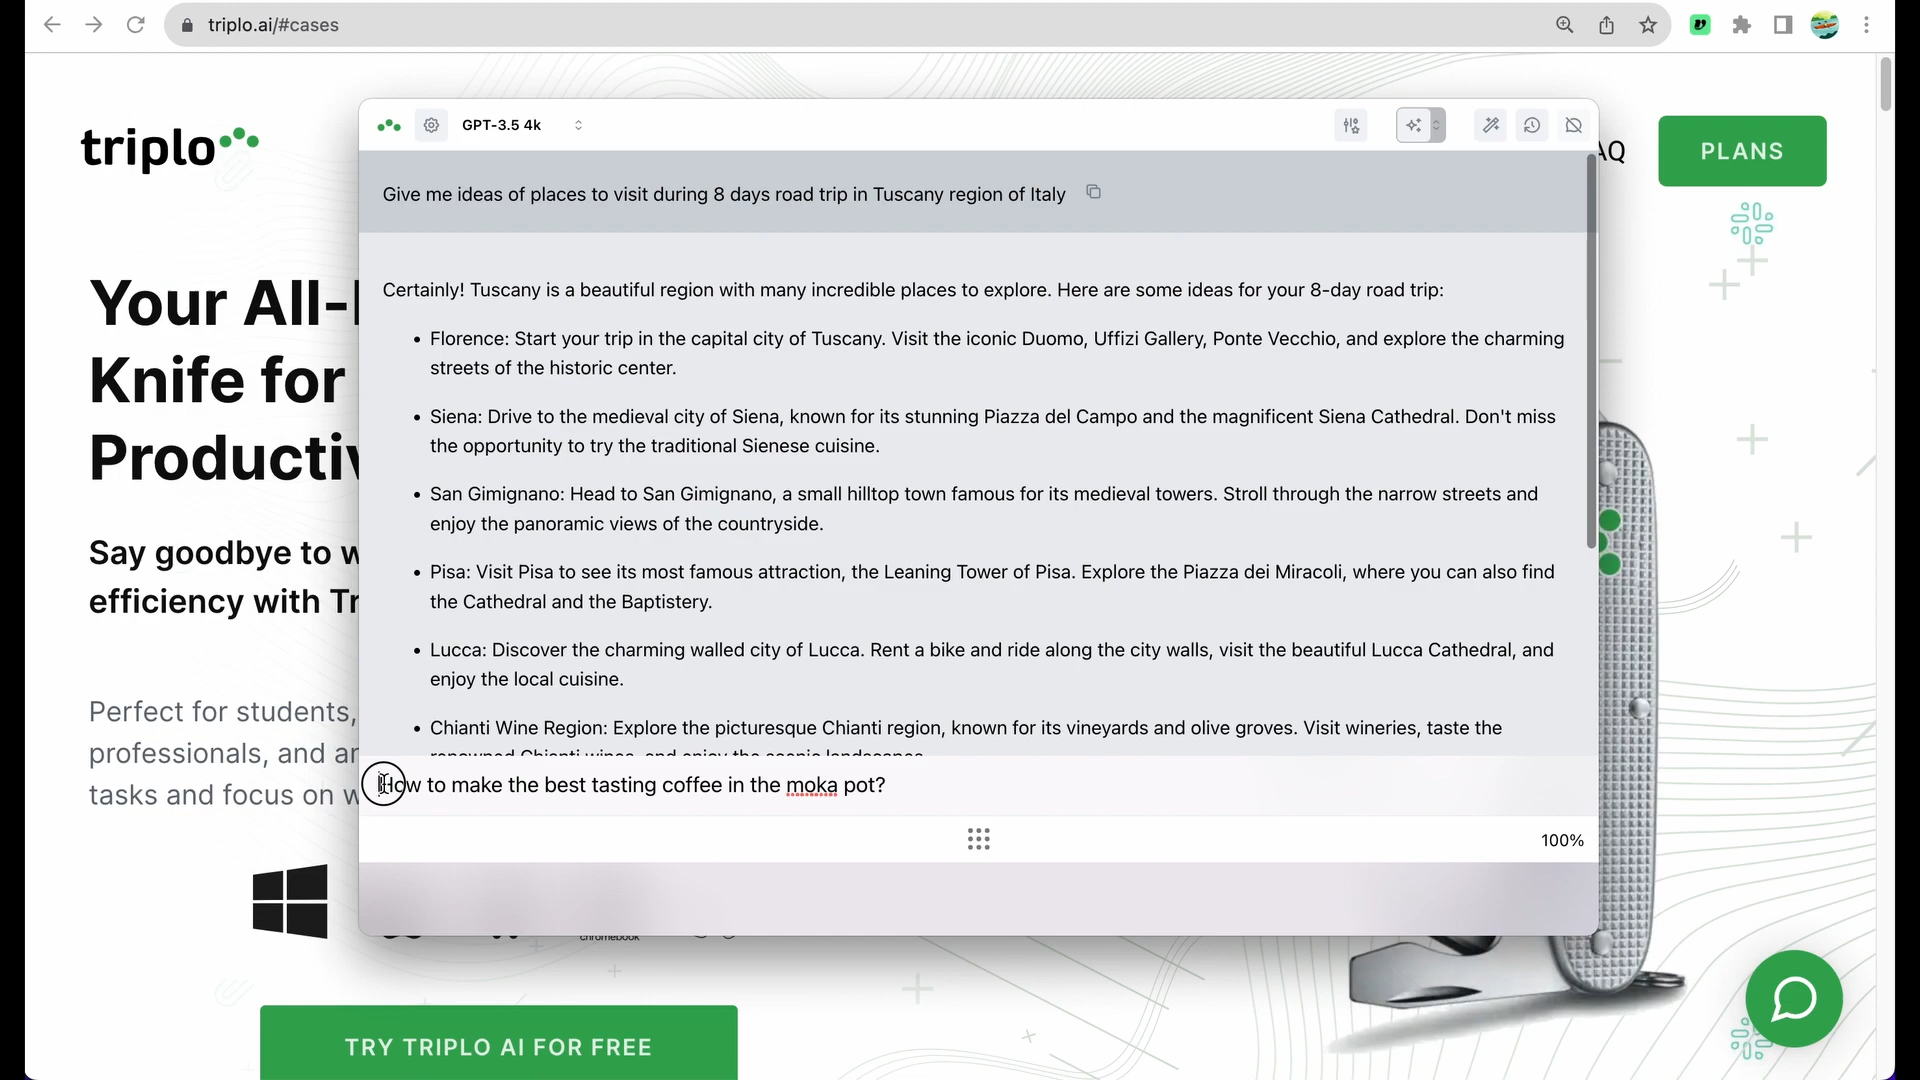 triplo.ai/#cases
triplo
GPT-3.5 4k
AQ
PLANS
Give me ideas of places to visit during 8 days road trip in Tuscany region of Italy
Your All-
Knife for
Productiv
Say goodbye to w
efficiency with Tr
Perfect for students,
professionals, and
tasks and focus on w
Certainly! Tuscany is a beautiful region with many incredible places to explore. Here are some ideas for your 8-day road trip:
• Florence: Start your trip in the capital city of Tuscany. Visit the iconic Duomo, Uffizi Gallery, Ponte Vecchio, and explore the charming
streets of the historic center.
• Siena: Drive to the medieval city of Siena, known for its stunning Piazza del Campo and the magnificent Siena Cathedral. Don't miss
the opportunity to try the traditional Sienese cuisine.
• San Gimignano: Head to San Gimignano, a small hilltop town famous for its medieval towers. Stroll through the narrow streets and
enjoy the panoramic views of the countryside.
• Pisa: Visit Pisa to see its most famous attraction, the Leaning Tower of Pisa. Explore the Piazza dei Miracoli, where you can also find
the Cathedral and the Baptistery.
• Lucca: Discover the charming walled city of Lucca. Rent a bike and ride along the city walls, visit the beautiful Lucca Cathedral, and
enjoy the local cuisine.
• Chianti Wine Region: Explore the picturesque Chianti region, known for its vineyards and olive groves. Visit wineries, taste the
renowned Chianti wines, and enjoy the scenic landscapes.
How to make the best tasting coffee in the moka pot?
100%
chromebook
TRY TRIPLO AI FOR FREE